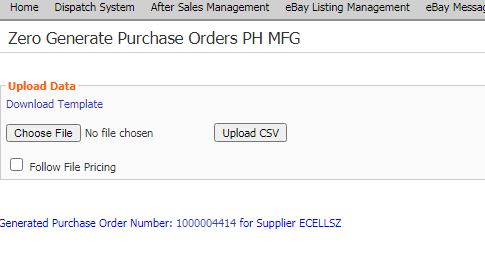 Home Dispatch System After Sales Management eBay Listing Management eBay Messag
Zero Generate Purchase Orders PH MFG
Upload Data
Download Template
Choose File No file chosen Upload CSV
Follow File Pricing
Generated Purchase Order Number: 1000004414 for Supplier ECELLSZ